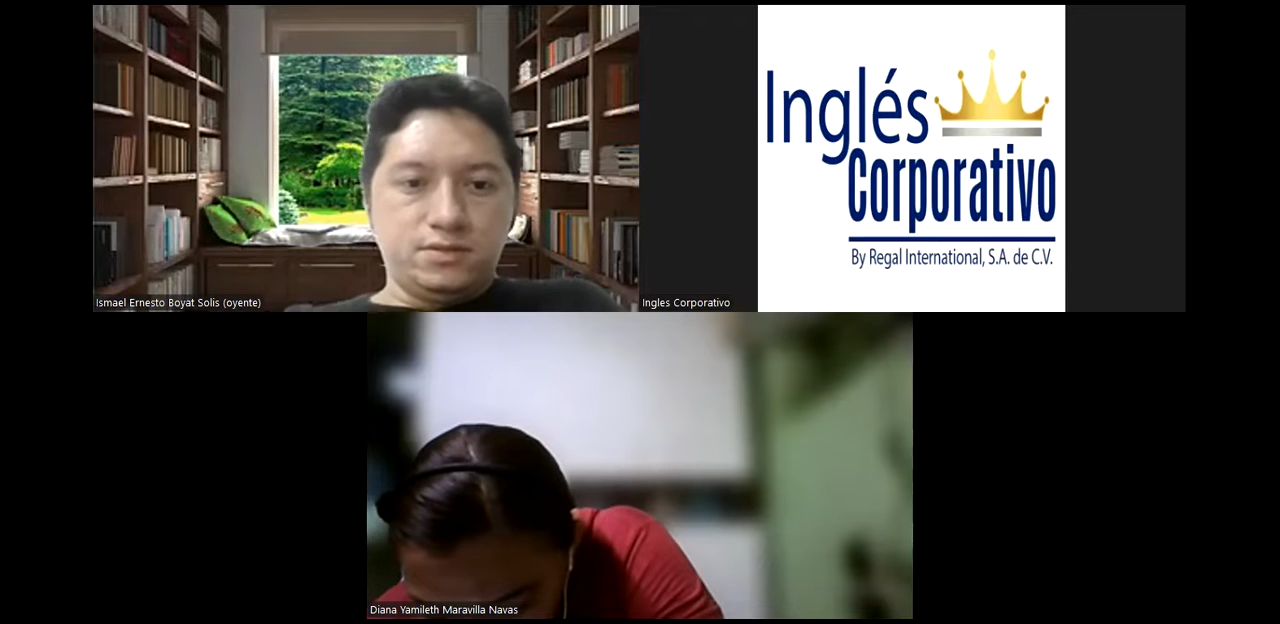 Inglés
Corporativo
By Regal International, S.A. de C.V.
Ismael Ernesto Boyat Solis (oyente)
Ingles Corporativo
Diana Yamileth Maravilla Navas